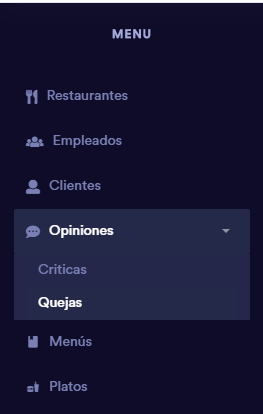 MENU
Restaurantes
Empleados
Clientes
Opiniones
Criticas
Quejas
Menús
Platos